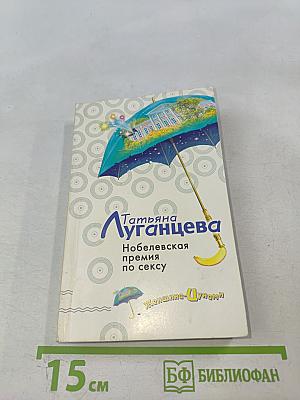 Татьяна
Луганцева
Нобелевская
премия
по сексу
Женщина-Цунами
15 см
БФ БИБЛИОФАН